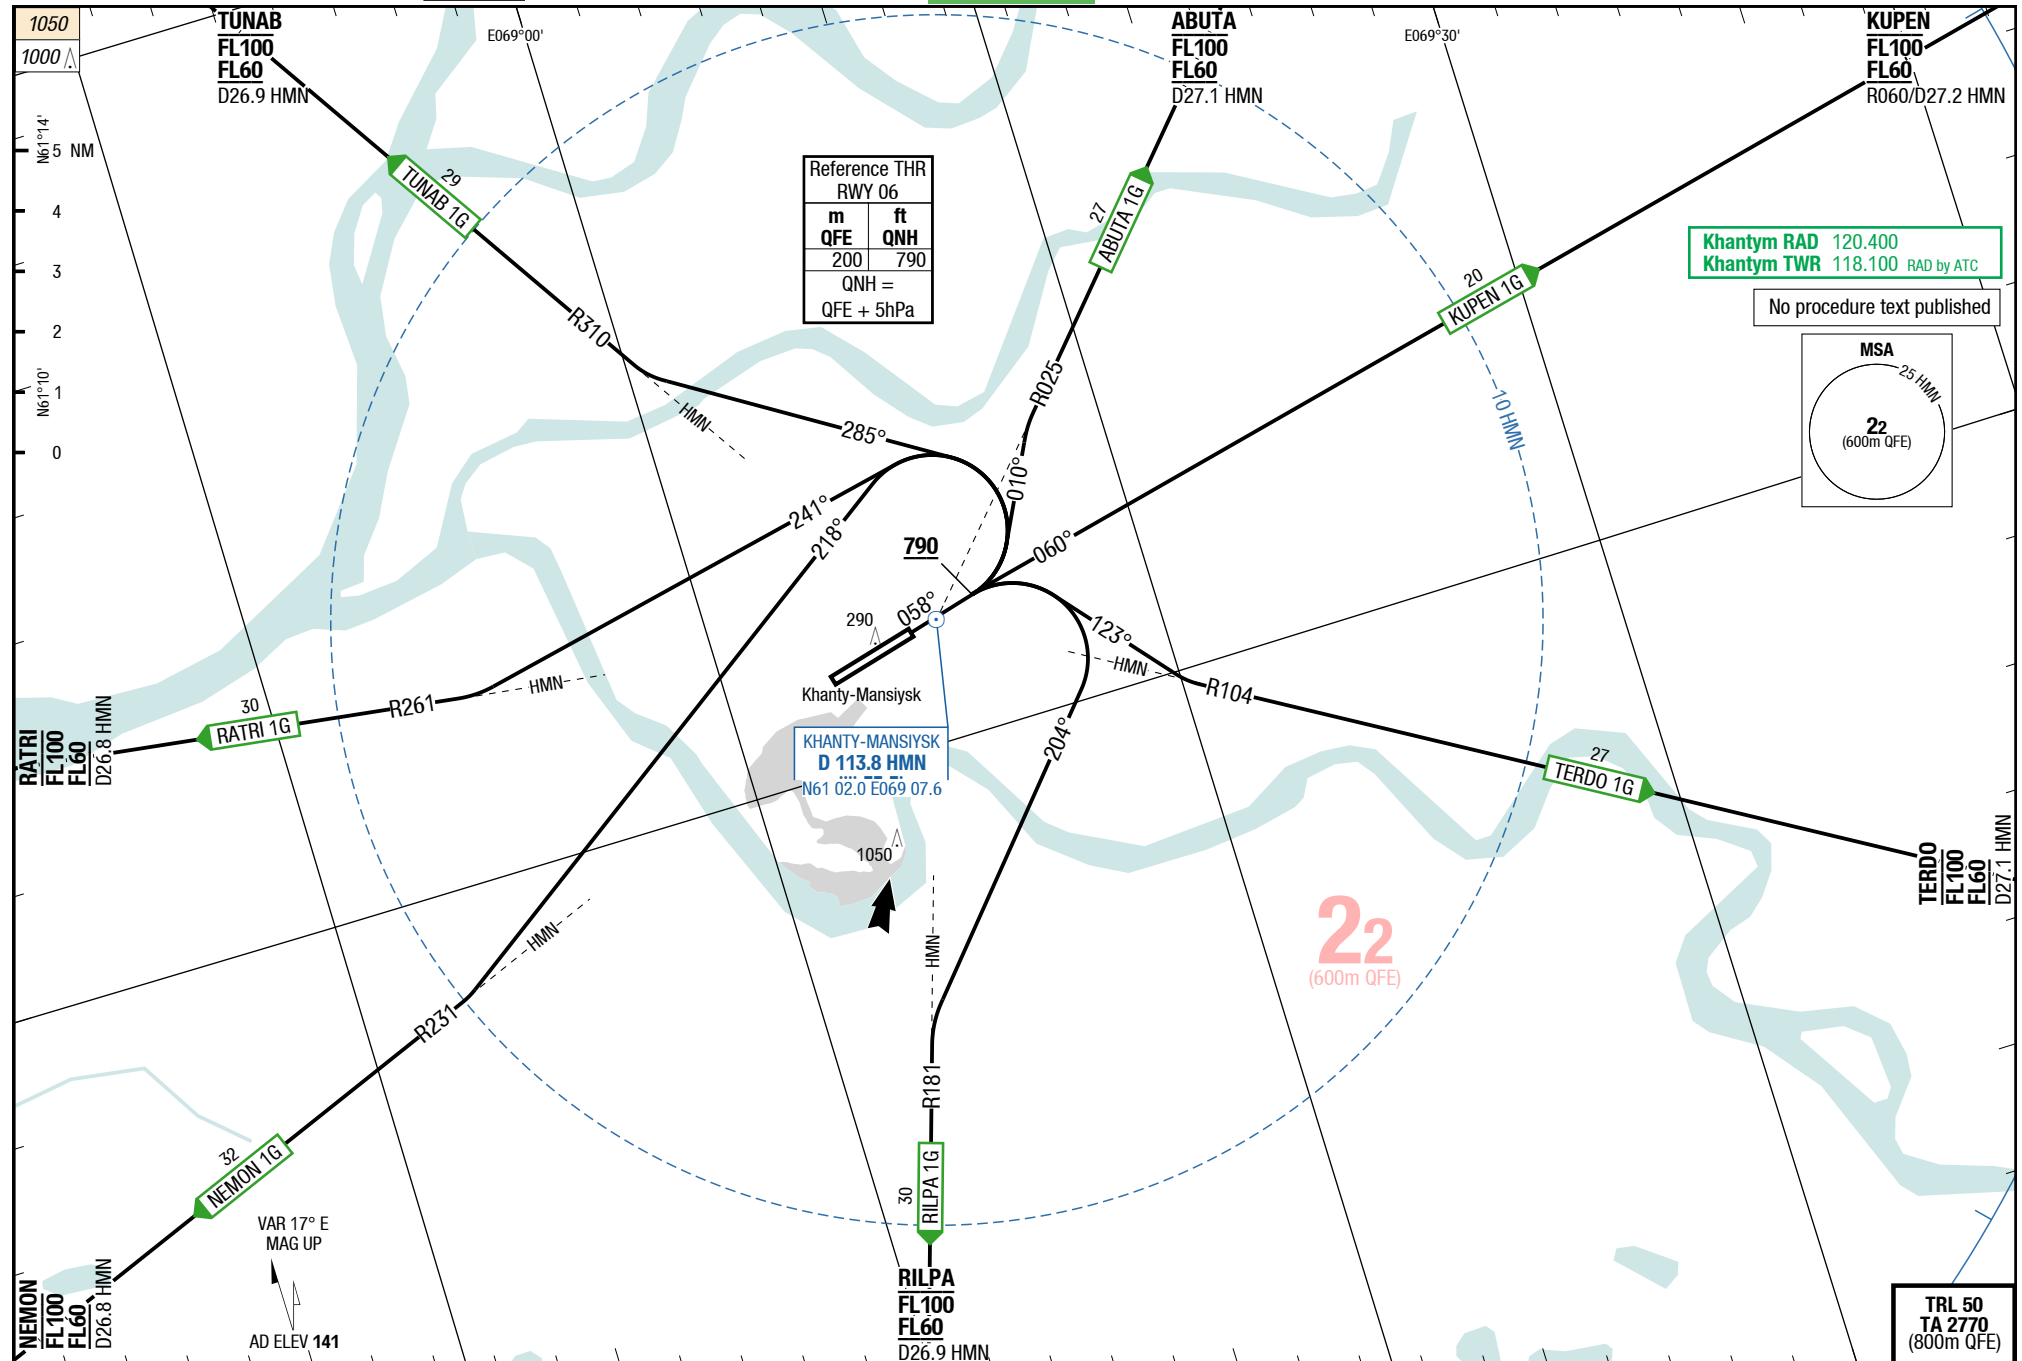 1050
1000
TUNAB
FL100
FL60
D26.9 HMN
E069°00'
ABUTA
FL100
FL60
D27.1 HMN
E069°30'
KUPEN
FL100
FL60
R060/D27.2 HMN
N61°14'
5 NM
4
3
2
1
0
N61°10'
29
TUNAB 1G
R310
HMN
285°
Reference THR
RWY 06
m ft
QFE QNH
200 790
QNH =
QFE + 5hPa
27
ABUTA 1G
R025
010°
20
KUPEN 1G
060°
10 HMN
Khantym RAD 120.400
Khantym TWR 118.100 RAD by ATC
No procedure text published
MSA
25 HMN
22
(600m QFE)
241°
218°
790
058°
290
Khanty-Mansiysk
123°
HMN
R104
27
TERDO 1G
TERDO
FL100
FL60
D27.1 HMN
204°
KHANTY-MANSIYSK
D 113.8 HMN
N61 02.0 E069 07.6
1050
HMN
R261
30
RATRI 1G
RATRI
FL100
FL60
D26.8 HMN
HMN
R231
32
NEMON 1G
NEMON
FL100
FL60
D26.8 HMN
HMN
R181
30
RILPA 1G
RILPA
FL100
FL60
D26.9 HMN
22
(600m QFE)
VAR 17° E
MAG UP
AD ELEV 141
TRL 50
TA 2770
(800m QFE)